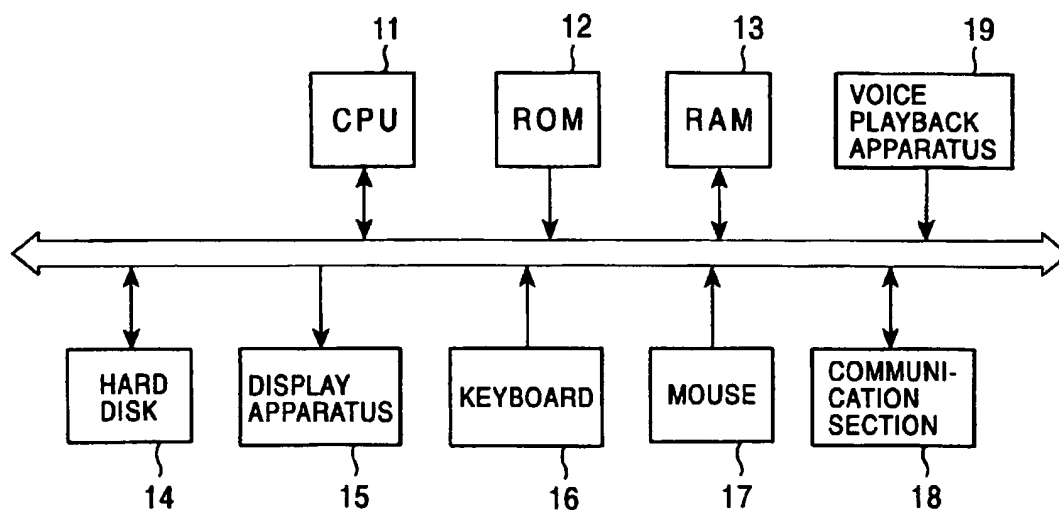 11
12
13
19
CPU
ROM
RAM
VOICE
PLAYBACK
APPARATUS
HARD
DISK
DISPLAY
APPARATUS
KEYBOARD
MOUSE
COMMUNI-
CATION
SECTION
14
15
16
17
18